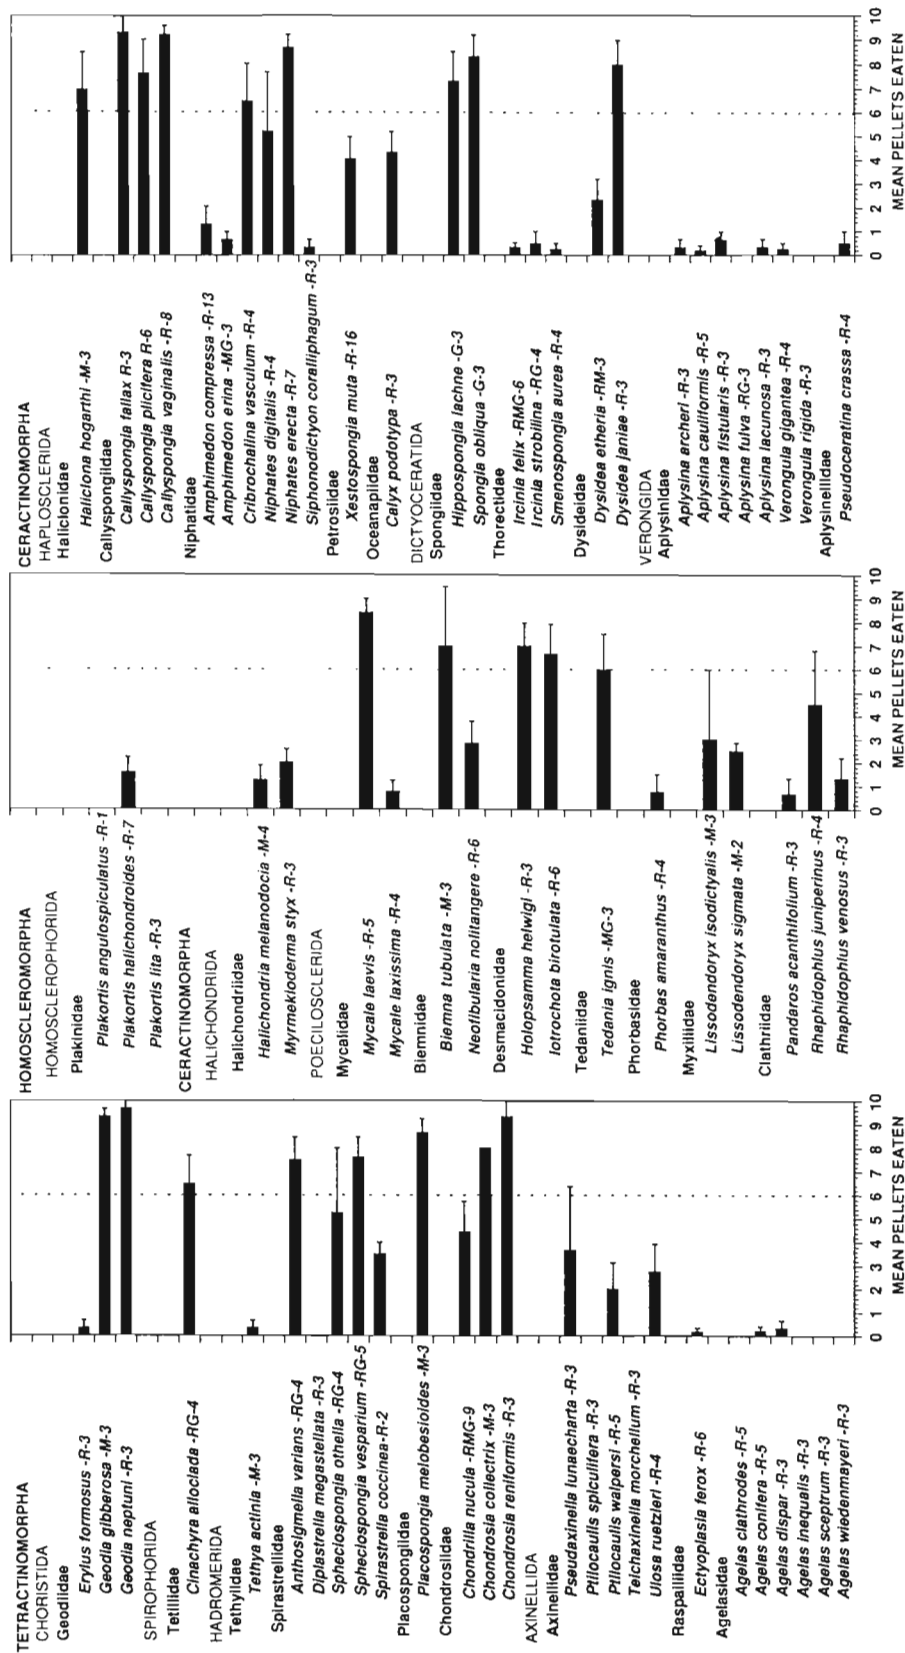 TETRACTINOMORPHA
CHORISTIDA
Geodiidae
Erylus formosus -R-3
Geodia gibberosa -M-3
Geodia neptuni -R-3
SPIROPHORIDA
Tetillidae
Cinachyra alloclada -RG-4
HADROMERIDA
Tethyidae
Tethya actinia -M-3
Spirastrellidae
Anthosigmella varians -RG-4
Diplastrella megastellata -R-3
Spheciospongia othella -RG-4
Spheciospongia vesparium -RG-5
Spirastrella coccinea-R-2
Placospongiidae
Placospongia melobesioides -M-3
Chondrosiidae
Chondrilla nucula -RMG-9
Chondrosia collectrix -M-3
Chondrosia reniformis -R-3
AXINELLIDA
Axinellidae
Pseudaxinella lunaecharta -R-3
Ptilocaulis spiculifera -R-3
Ptilocaulis walpersi -R-5
Teichaxinella morchellum -R-3
Ulosa ruetzleri -R-4
Raspailiidae
Ectyoplasia ferox -R-6
Agelasidae
Agelas clathrodes -R-5
Agelas conifera -R-5
Agelas dispar -R-3
Agelas inequalis -R-3
Agelas sceptrum -R-3
Agelas wiedenmayeri -R-3
0 1 2 3 4 5 6 7 8 9 10
MEAN PELLETS EATEN
HOMOSCLEROMORPHA
HOMOSCLEROPHORIDA
Plakinidae
Plakortis angulospiculatus -R-1
Plakortis halichondroides -R-7
Plakortis lita -R-3
CERACTINOMORPHA
HALICHONDRIDA
Halichondriidae
Halichondria melanodocia -M-4
Myrmekioderma styx -R-3
POECILOSCLERIDA
Mycalidae
Mycale laevis -R-5
Mycale laxissima -R-4
Biemnidae
Biemna tubulata -M-3
Neofibularia nolitangere -R-6
Desmacidonidae
Holopsamma helwigi -R-3
Iotrochota birotulata -R-6
Tedaniidae
Tedania ignis -MG-3
Phorbasidae
Phorbas amaranthus -R-4
Myxiliidae
Lissodendoryx isodictyalis -M-3
Lissodendoryx sigmata -M-2
Clathriidae
Pandaros acanthifolium -R-3
Rhaphidophlus juniperinus -R-4
Rhaphidophlus venosus -R-3
0 1 2 3 4 5 6 7 8 9 10
MEAN PELLETS EATEN
CERACTINOMORPHA
HAPLOSCLERIDA
Haliclonidae
Haliclona hogarthi -M-3
Callyspongiidae
Callyspongia fallax R-3
Callyspongia plicifera R-6
Callyspongia vaginalis -R-8
Niphatidae
Amphimedon compressa -R-13
Amphimedon erina -MG-3
Cribrochalina vasculum -R-4
Niphates digitalis -R-4
Niphates erecta -R-7
Siphonodictyon coralliphagum -R-3
Petrosiidae
Xestospongia muta -R-16
Oceanapiidae
Calyx podotypa -R-3
DICTYOCERATIDA
Spongiidae
Hippospongia lachne -G-3
Spongia obliqua -G-3
Thorectidae
Ircinia felix -RMG-6
Ircinia strobilina -RG-4
Smenospongia aurea -R-4
Dysideidae
Dysidea etheria -RM-3
Dysidea janiae -R-3
VERONGIDA
Aplysinidae
Aplysina archeri -R-3
Aplysina cauliformis -R-5
Aplysina fistularis -R-3
Aplysina fulva -RG-3
Aplysina lacunosa -R-3
Verongula gigantea -R-4
Verongula rigida -R-3
Aplysinellidae
Pseudoceratina crassa -R-4
0 1 2 3 4 5 6 7 8 9 10
MEAN PELLETS EATEN